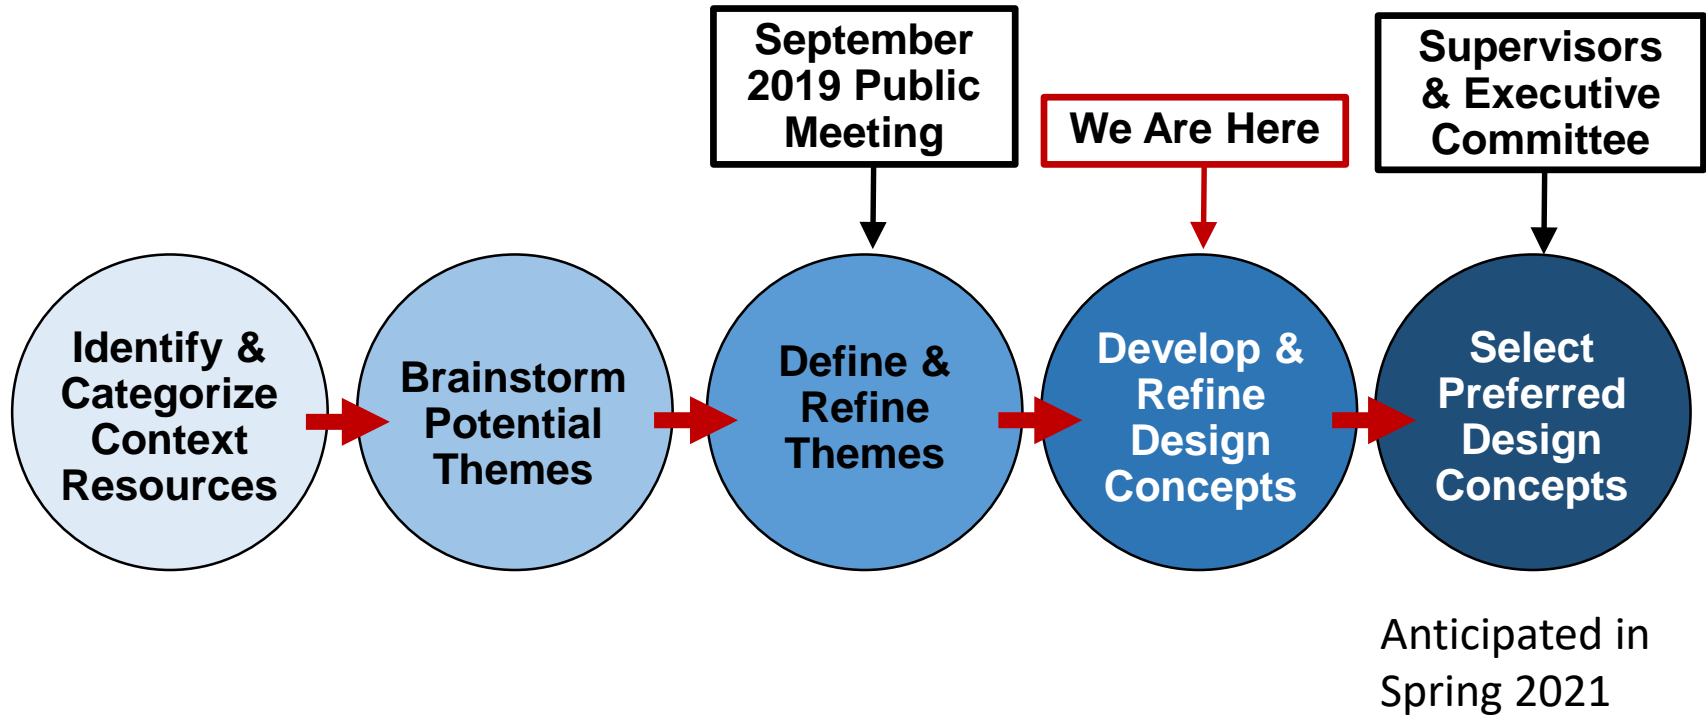 September
2019 Public
Meeting
We Are Here
Supervisors
& Executive
Committee
Identify &
Categorize
Context
Resources
Brainstorm
Potential
Themes
Define &
Refine
Themes
Develop &
Refine
Design
Concepts
Select
Preferred
Design
Concepts
Anticipated in
Spring 2021